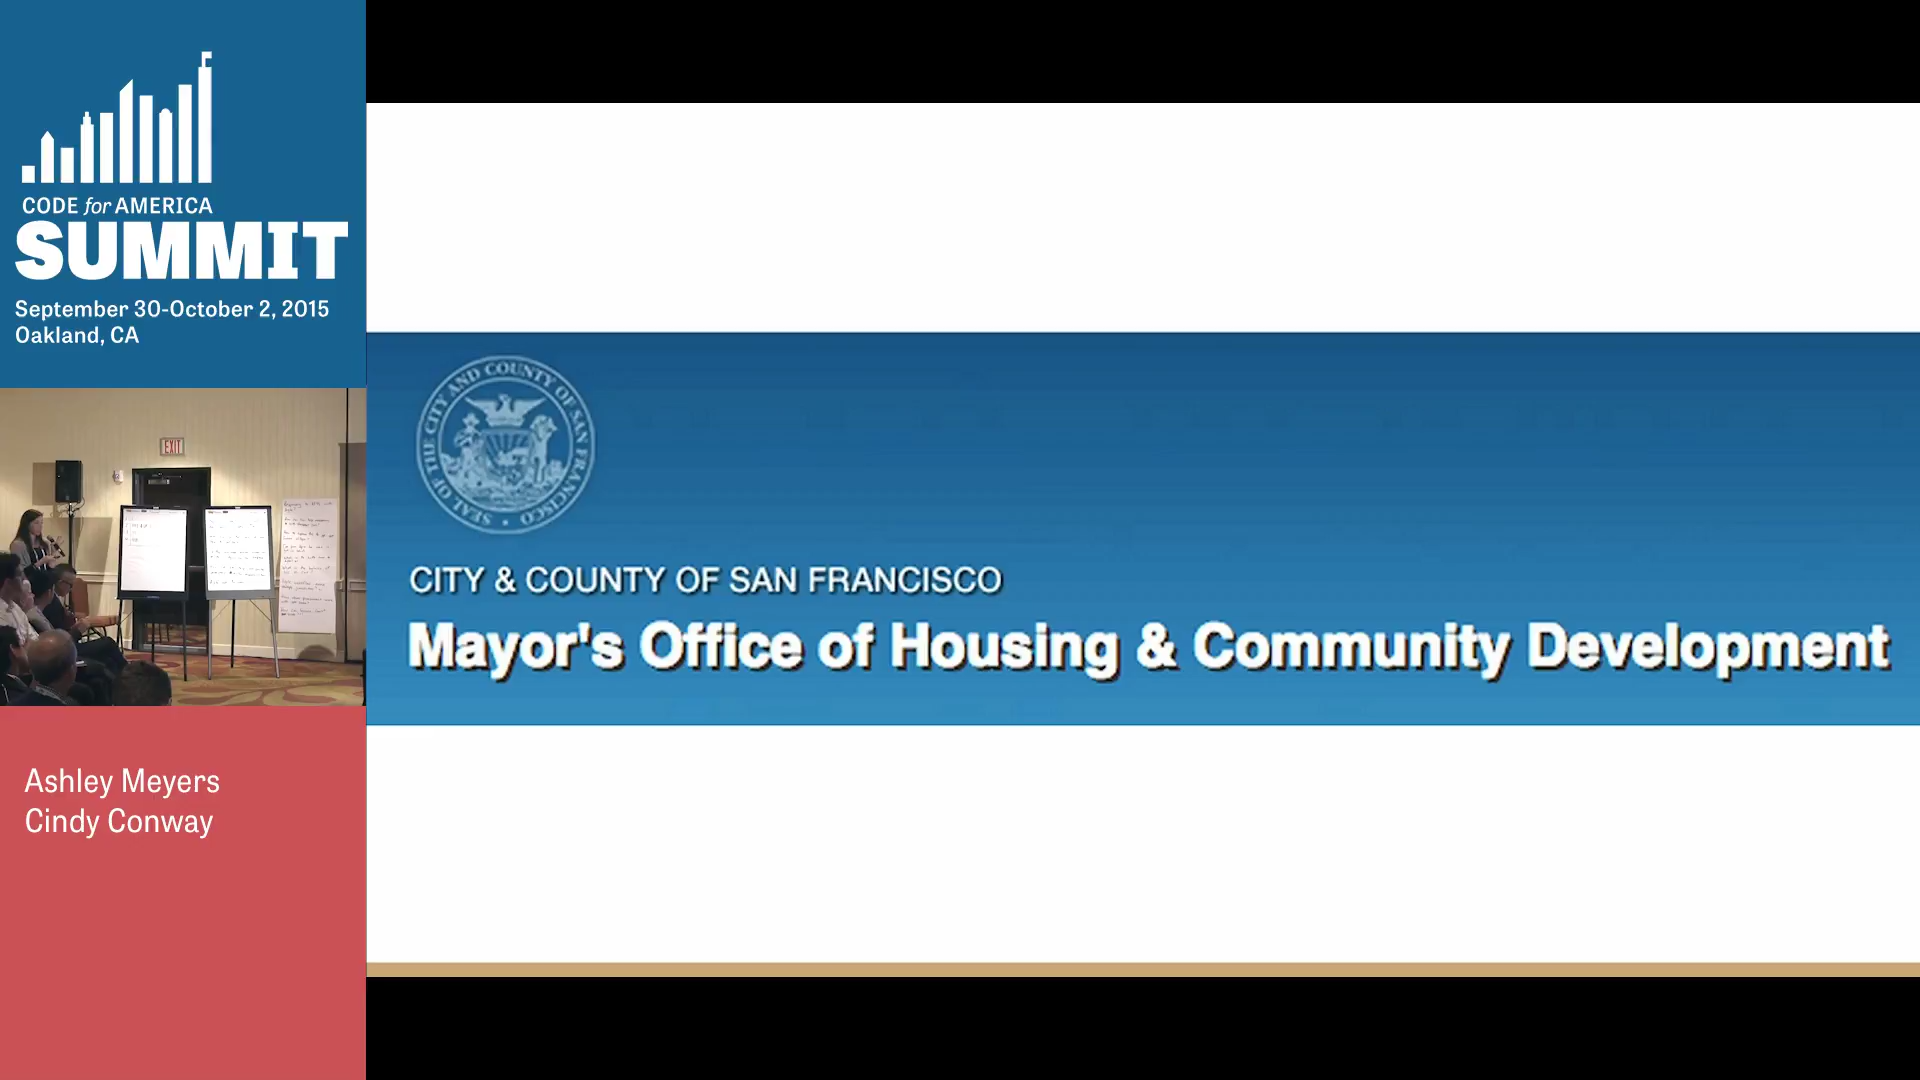 CODE for AMERICA
SUMMIT
September 30-October 2, 2015
Oakland, CA
EXIT
Ashley Meyers
Cindy Conway
SEAL OF THE CITY AND COUNTY OF SAN FRANCISCO
CITY & COUNTY OF SAN FRANCISCO
Mayor's Office of Housing & Community Development